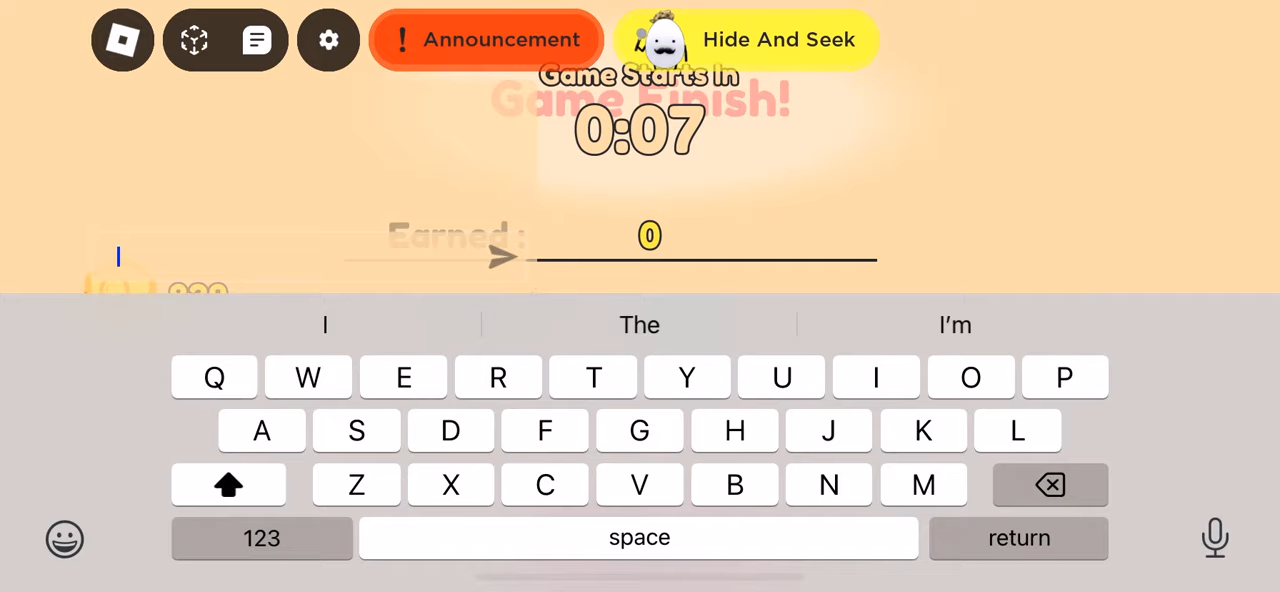 ! Announcement
Hide And Seek
Game Starts In
Game Finish!
0:07
Earned :
0
I
The
I'm
Q W E R T Y U I O P
A S D F G H J K L
Z X C V B N M
123
space
return